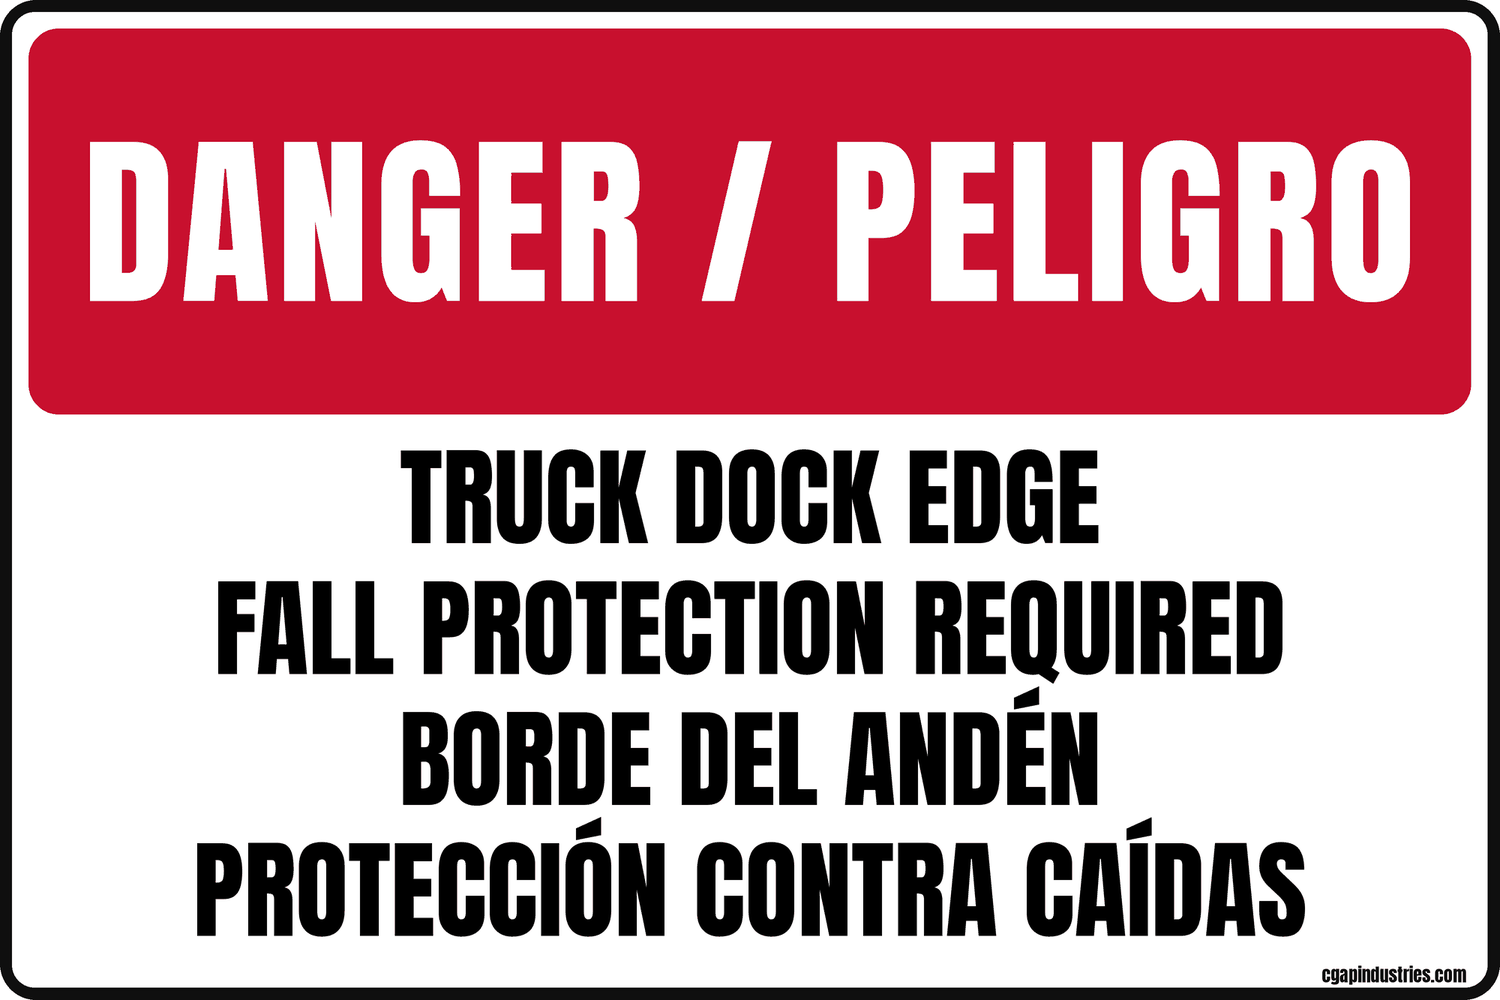 DANGER / PELIGRO
TRUCK DOCK EDGE
FALL PROTECTION REQUIRED
BORDE DEL ANDÉN
PROTECCIÓN CONTRA CAÍDAS
cgapindustries.com